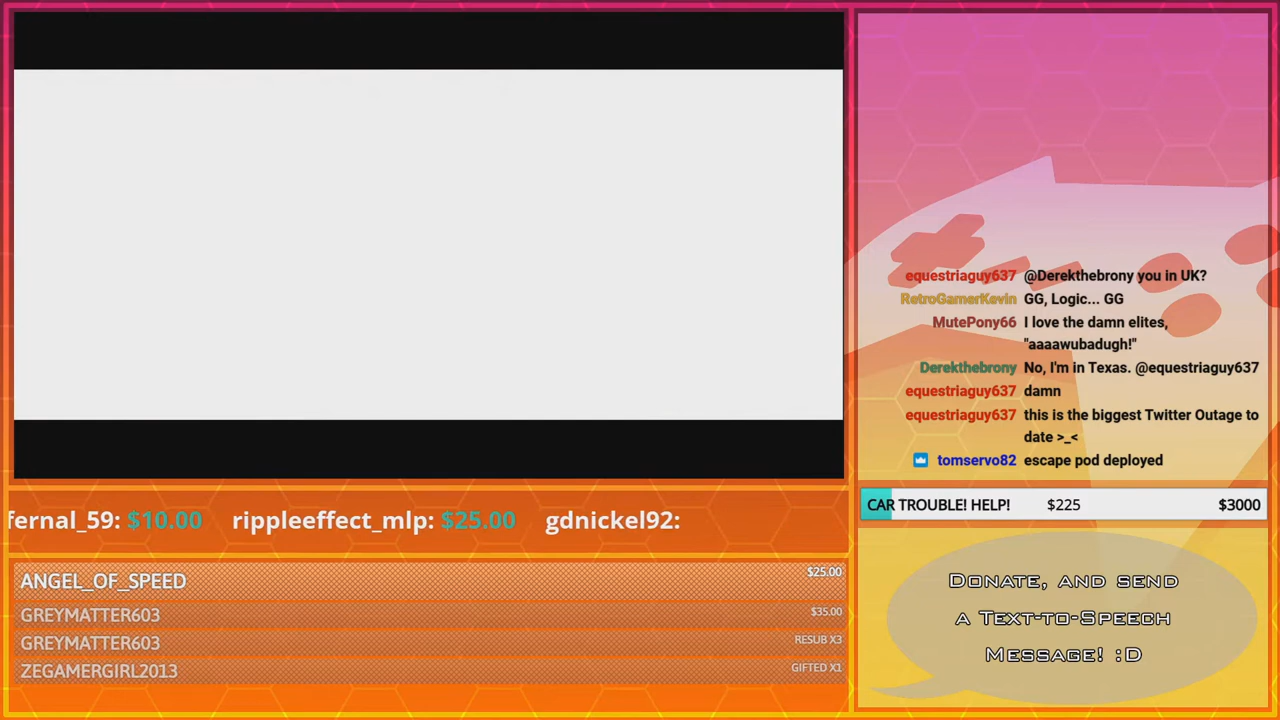 equestriaguy637 @Derekthebrony you in UK?
RetroGamerKevin GG, Logic... GG
MutePony66 I love the damn elites,
"aaaawubadugh!"
Derekthebrony No, I'm in Texas. @equestriaguy637
equestriaguy637 damn
equestriaguy637 this is the biggest Twitter Outage to
date >_<
tomservo82 escape pod deployed
CAR TROUBLE! HELP! $225 $3000
fernal_59: $10.00 rippleeffect_mlp: $25.00 gdnickel92:
ANGEL_OF_SPEED $25.00
GREYMATTER603 $35.00
GREYMATTER603 RESUB X3
ZEGAMERGIRL2013 GIFTED X1
Donate, and send
a Text-to-Speech
Message! :D